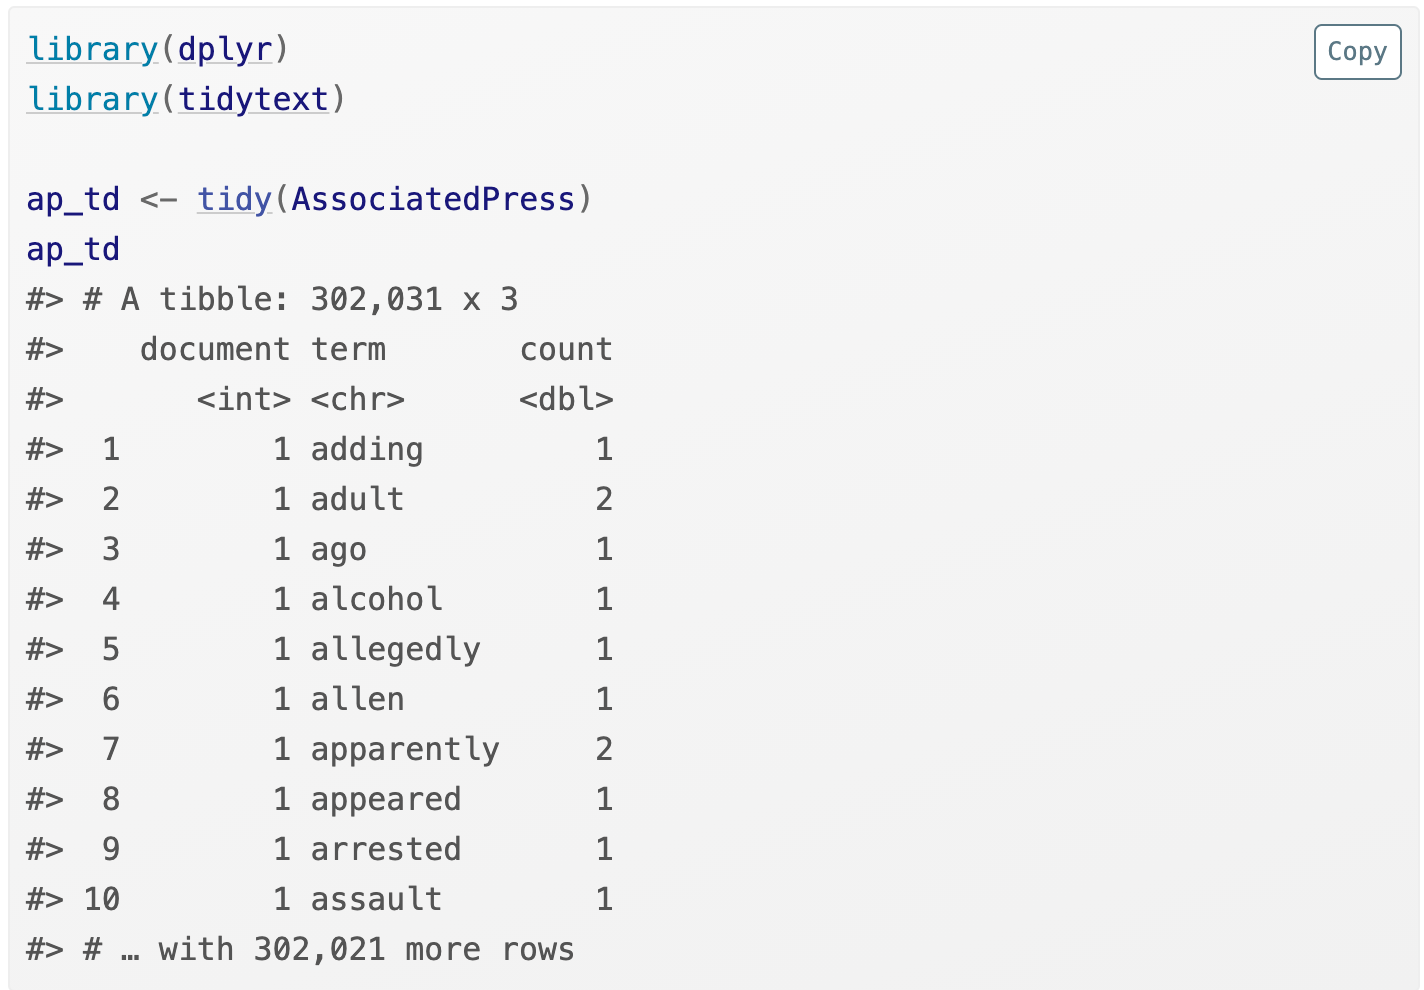 library(dplyr)
Copy
library(tidytext)

ap_td <- tidy(AssociatedPress)
ap_td
#> # A tibble: 302,031 x 3
#>    document term       count
#>       <int> <chr>      <dbl>
#>  1        1 adding         1
#>  2        1 adult          2
#>  3        1 ago            1
#>  4        1 alcohol        1
#>  5        1 allegedly      1
#>  6        1 allen          1
#>  7        1 apparently     2
#>  8        1 appeared       1
#>  9        1 arrested       1
#> 10        1 assault        1
#> # … with 302,021 more rows